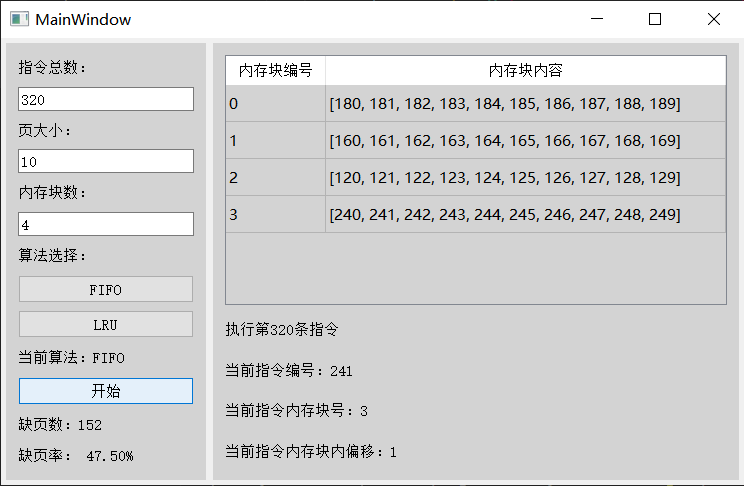 MainWindow
指令总数：
320
页大小：
10
内存块数：
4
算法选择：
FIFO
LRU
当前算法：FIFO
开始
缺页数：152
缺页率： 47.50%
内存块编号 内存块内容
0 [180, 181, 182, 183, 184, 185, 186, 187, 188, 189]
1 [160, 161, 162, 163, 164, 165, 166, 167, 168, 169]
2 [120, 121, 122, 123, 124, 125, 126, 127, 128, 129]
3 [240, 241, 242, 243, 244, 245, 246, 247, 248, 249]
执行第320条指令
当前指令编号：241
当前指令内存块号：3
当前指令内存块内偏移：1